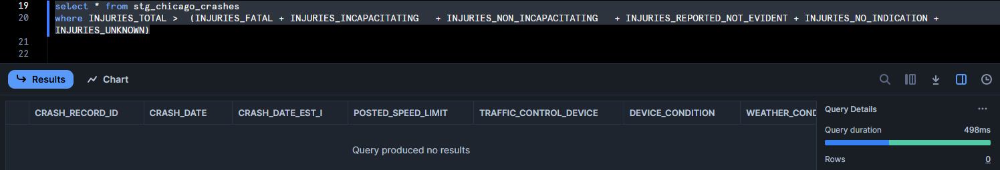 19 select * from stg_chicago_crashes
20 where INJURIES_TOTAL > (INJURIES_FATAL + INJURIES_INCAPACITATING + INJURIES_NON_INCAPACITATING + INJURIES_REPORTED_NOT_EVIDENT + INJURIES_NO_INDICATION +
INJURIES_UNKNOWN)
21
22
Results Chart
CRASH_RECORD_ID CRASH_DATE CRASH_DATE_EST_I POSTED_SPEED_LIMIT TRAFFIC_CONTROL_DEVICE DEVICE_CONDITION WEATHER_COND
Query produced no results
Query Details ...
Query duration 498ms
Rows 0